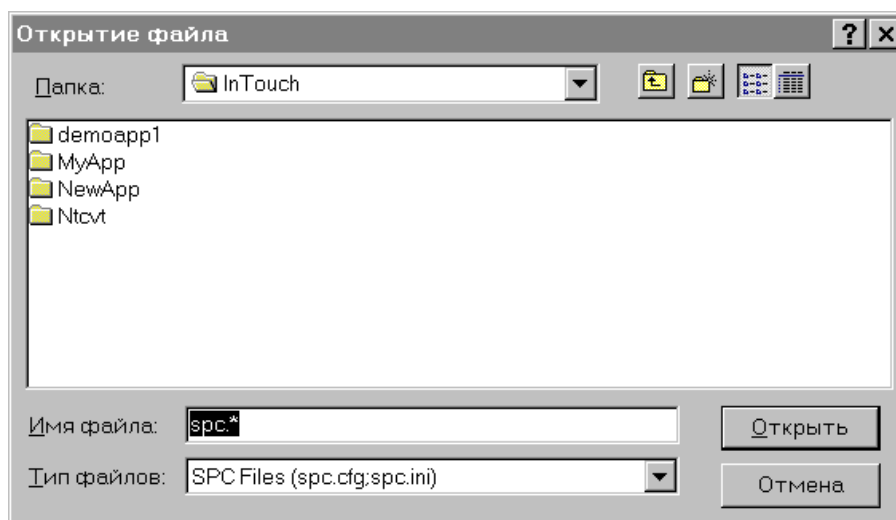 Открытие файла
Папка: InTouch
demoapp1
MyApp
NewApp
Ntcvt
Имя файла: spc.* Открыть
Тип файлов: SPC Files (spc.cfg;spc.ini) Отмена